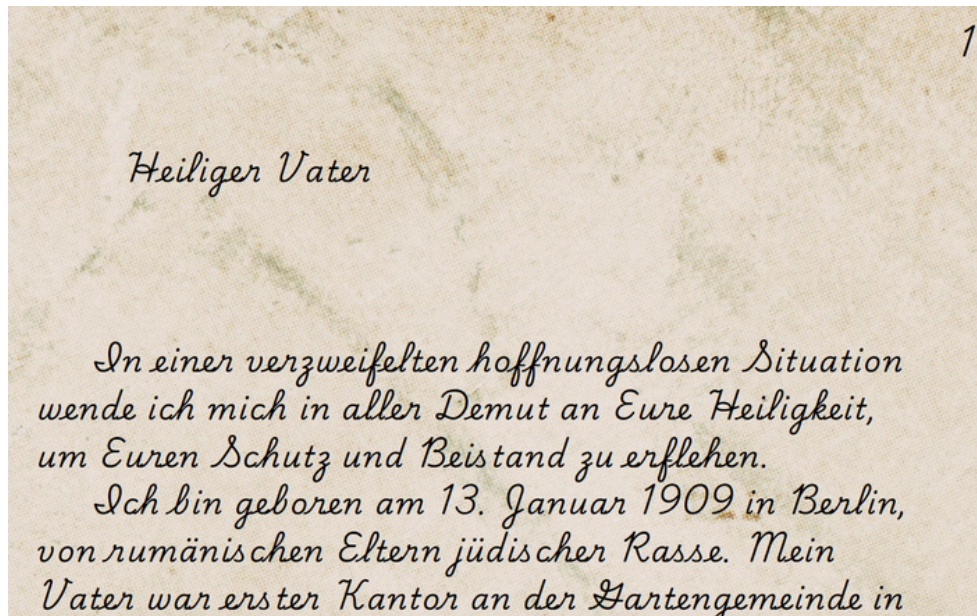 1
Heiliger Vater
In einer verzweifelten hoffnungslosen Situation
wende ich mich in aller Demut an Eure Heiligkeit,
um Euren Schutz und Beistand zu erflehen.
Ich bin geboren am 13. Januar 1909 in Berlin,
von rumänischen Eltern jüdischer Rasse. Mein
Vater war erster Kantor an der Gartengemeinde in